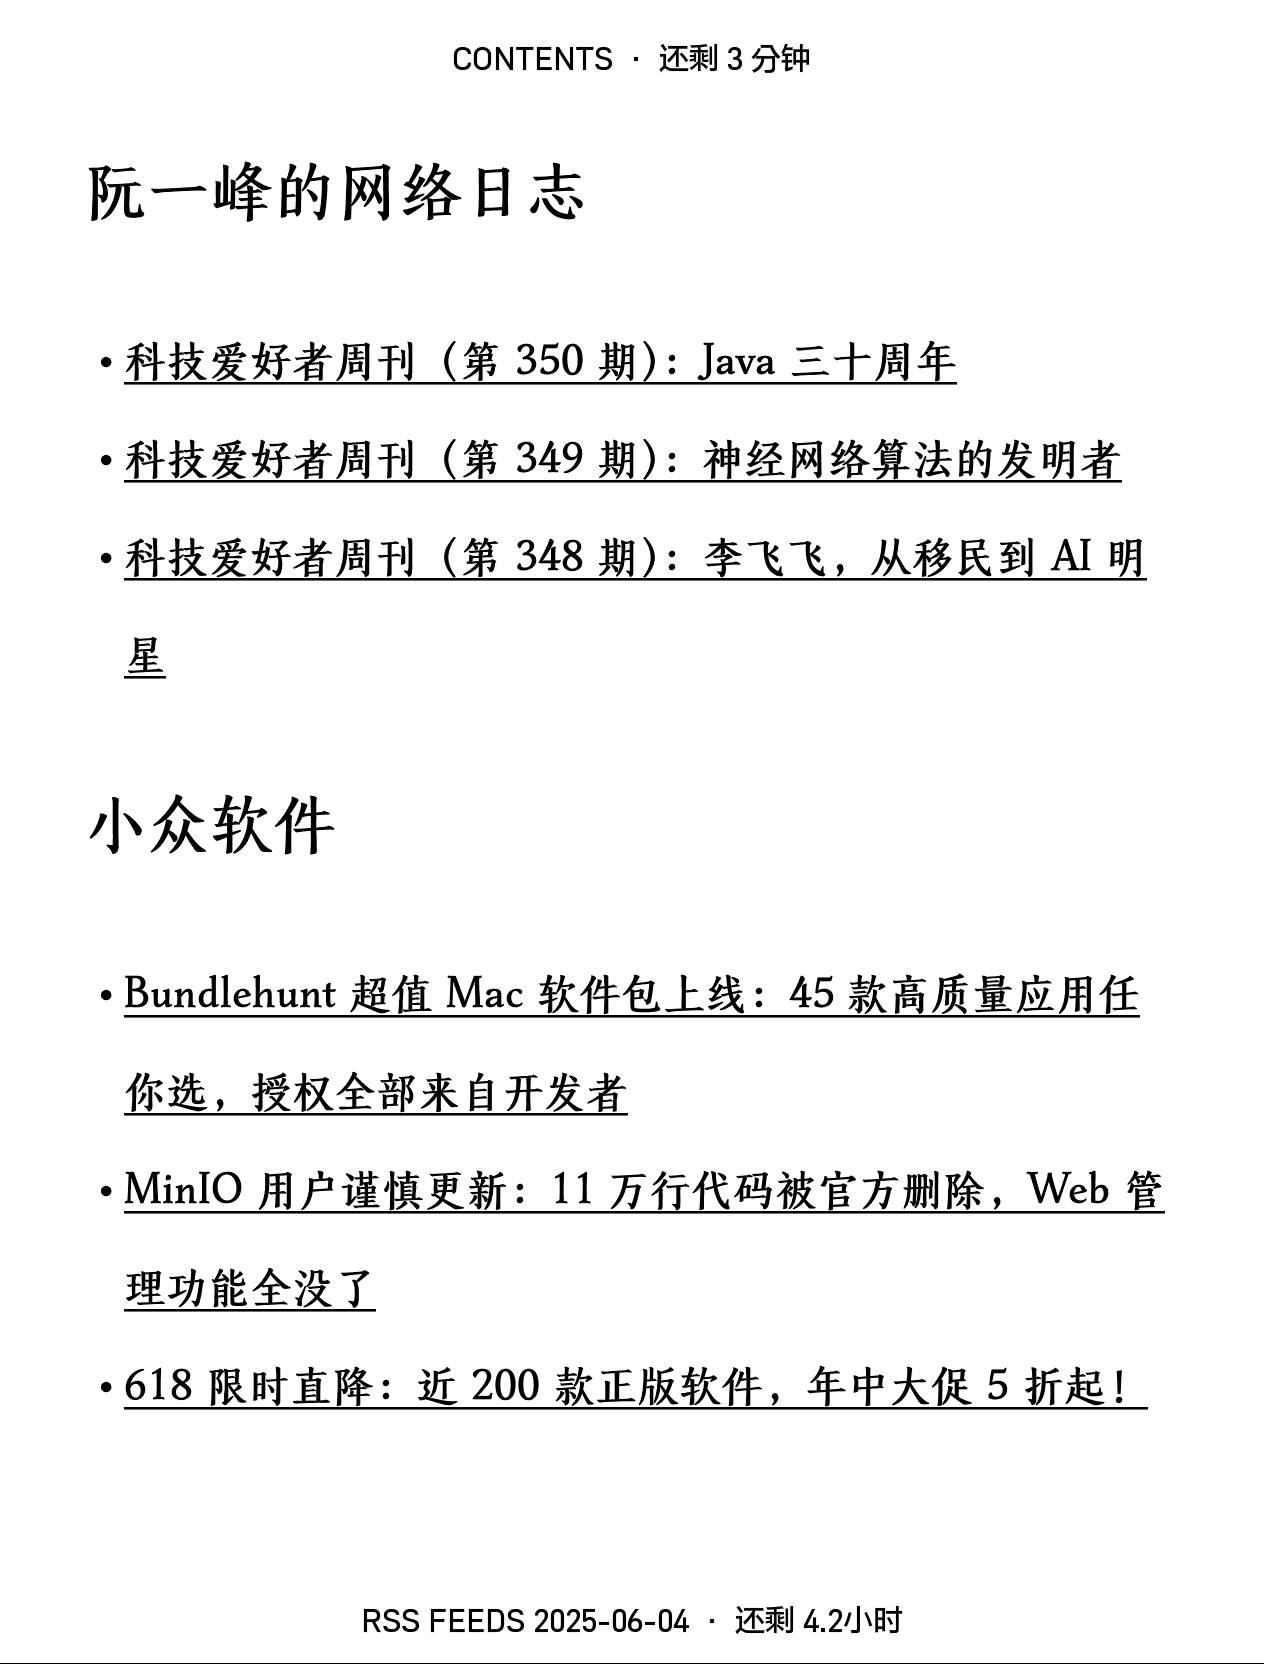 CONTENTS · 还剩 3 分钟
阮一峰的网络日志
• 科技爱好者周刊（第 350 期）：Java 三十周年
• 科技爱好者周刊（第 349 期）：神经网络算法的发明者
• 科技爱好者周刊（第 348 期）：李飞飞，从移民到 AI 明
星
小众软件
• Bundlehunt 超值 Mac 软件包上线：45 款高质量应用任
你选，授权全部来自开发者
• MinIO 用户谨慎更新：11 万行代码被官方删除，Web 管
理功能全没了
• 618 限时直降：近 200 款正版软件，年中大促 5 折起！
RSS FEEDS 2025-06-04 · 还剩 4.2小时